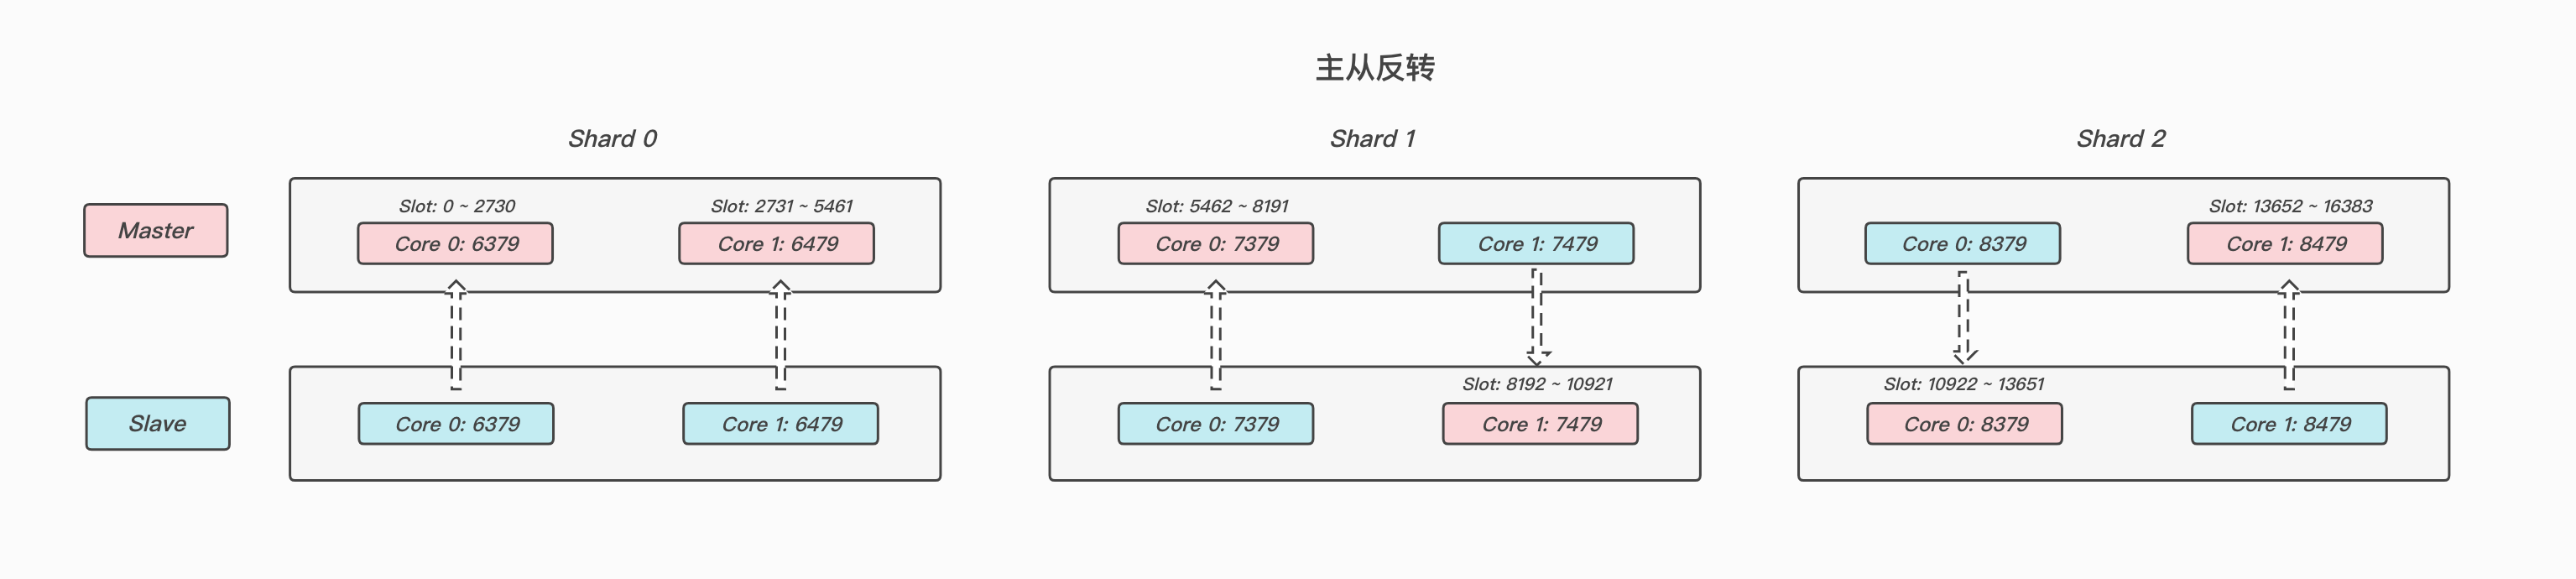 主从反转
Shard 0
Shard 1
Shard 2
Master
Slot: 0 ~ 2730
Slot: 2731 ~ 5461
Slot: 5462 ~ 8191
Slot: 13652 ~ 16383
Core 0: 6379
Core 1: 6479
Core 0: 7379
Core 1: 7479
Core 0: 8379
Core 1: 8479
Slave
Slot: 8192 ~ 10921
Slot: 10922 ~ 13651
Core 0: 6379
Core 1: 6479
Core 0: 7379
Core 1: 7479
Core 0: 8379
Core 1: 8479